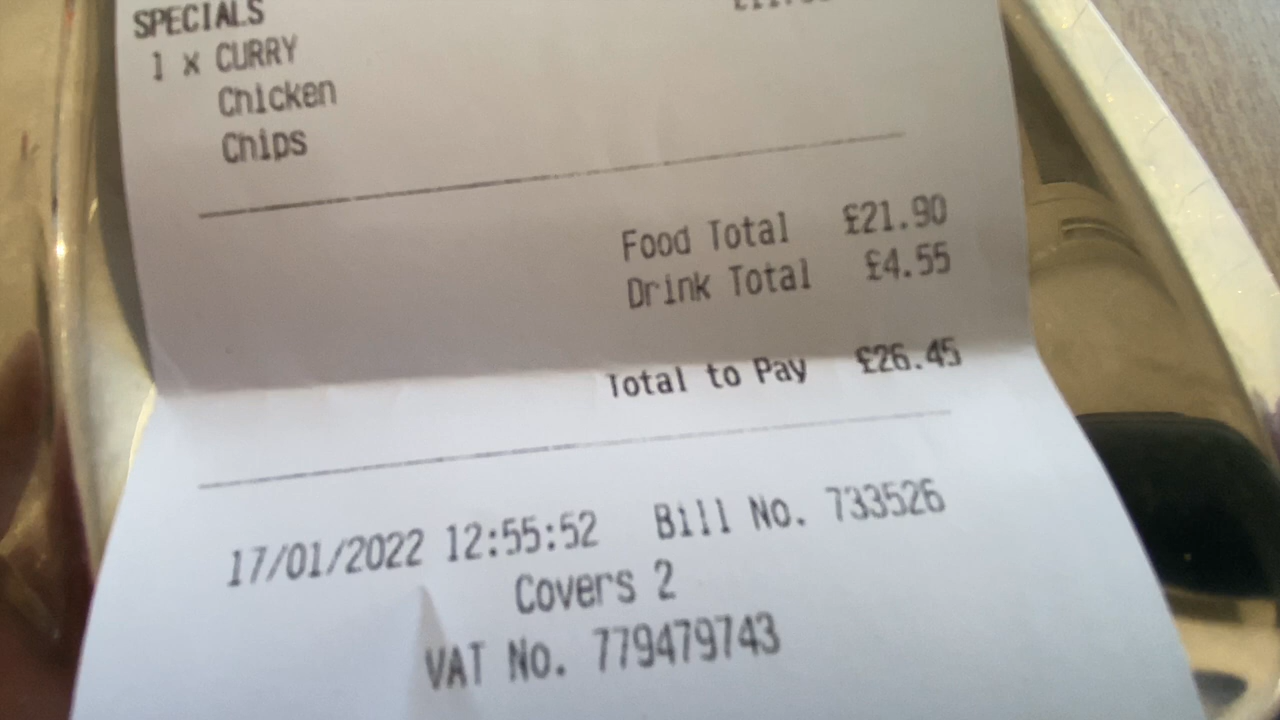 SPECIALS
1 x CURRY
Chicken
Chips
Food Total £21.90
Drink Total £4.55
Total to Pay £26.45
17/01/2022 12:55:52 Bill No. 733526
Covers 2
VAT No. 779479743